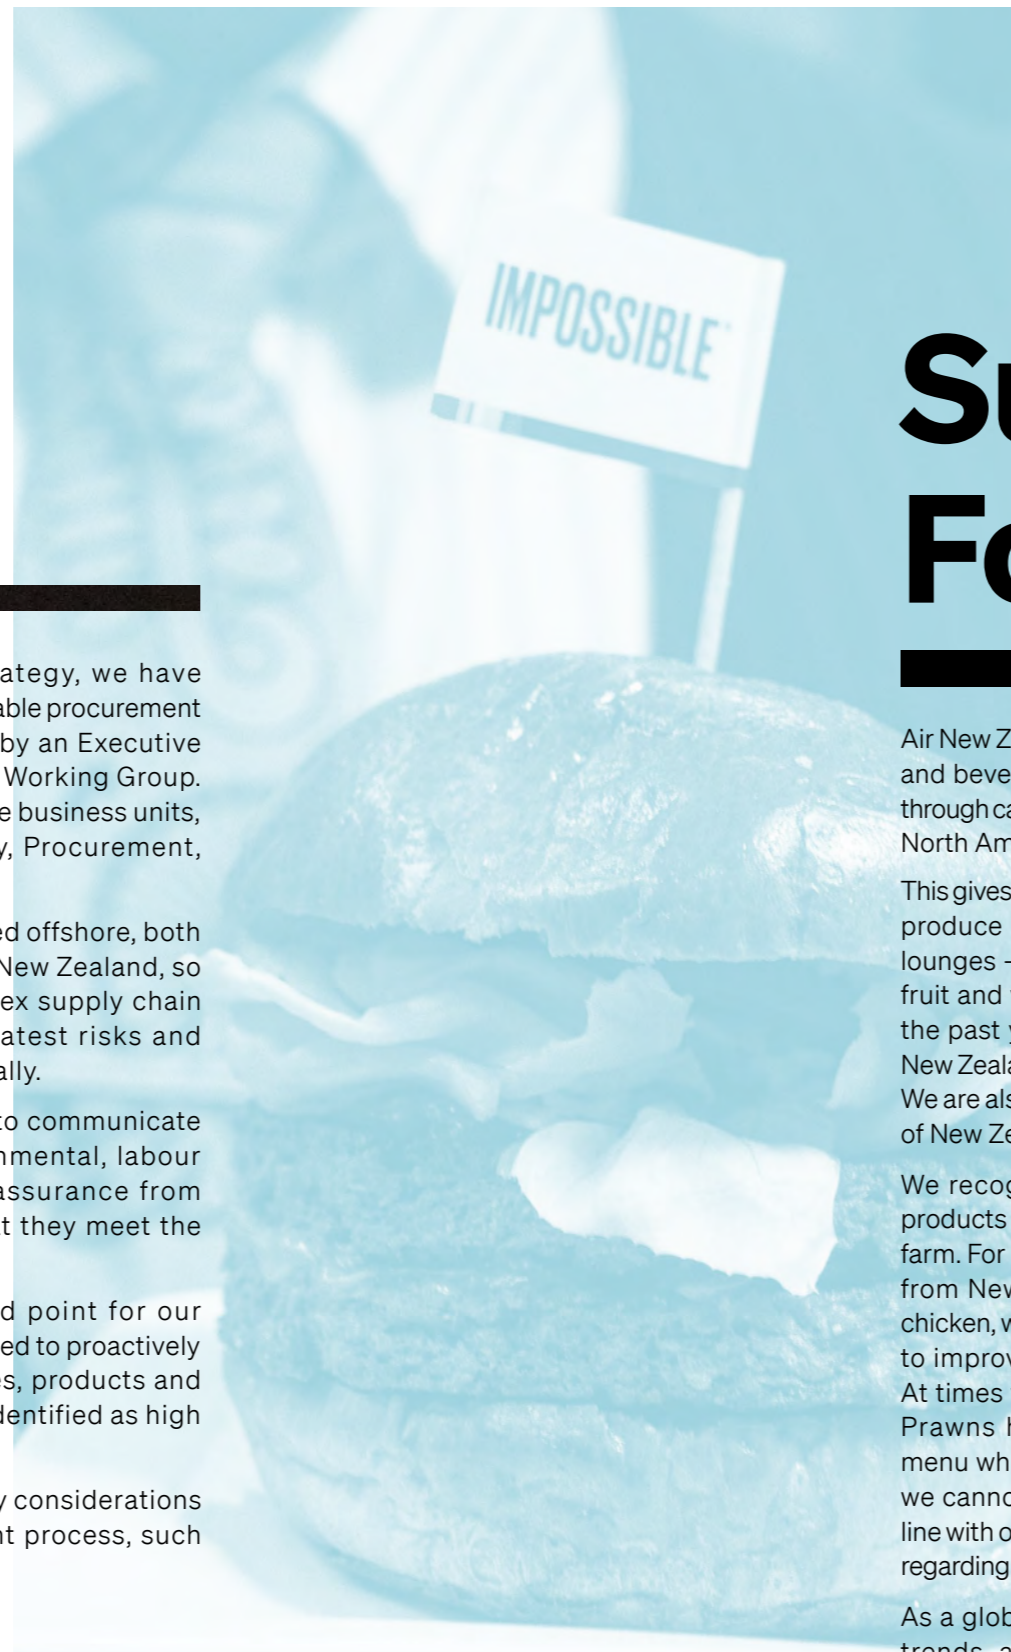 IMPOSSIBLE
ategy, we have
able procurement
by an Executive
Working Group.
e business units,
y, Procurement,
ed offshore, both
New Zealand, so
ex supply chain
atest risks and
ally.
to communicate
nmental, labour
assurance from
t they meet the
d point for our
ed to proactively
es, products and
dentified as high
y considerations
nt process, such
Su
Fo
Air New Z
and beve
through ca
North Am
This gives
produce
lounges –
fruit and
the past y
New Zeala
We are als
of New Ze
We recog
products
farm. For
from New
chicken, w
to improv
At times
Prawns h
menu whe
we canno
line with o
regarding
As a glob
trends a